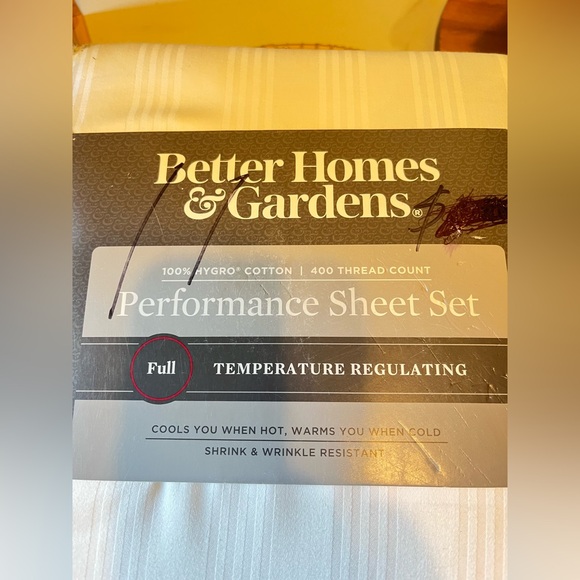 Better Homes
& Gardens®
$
100% HYGRO® COTTON | 400 THREAD COUNT
Performance Sheet Set
Full TEMPERATURE REGULATING
COOLS YOU WHEN HOT, WARMS YOU WHEN COLD
SHRINK & WRINKLE RESISTANT